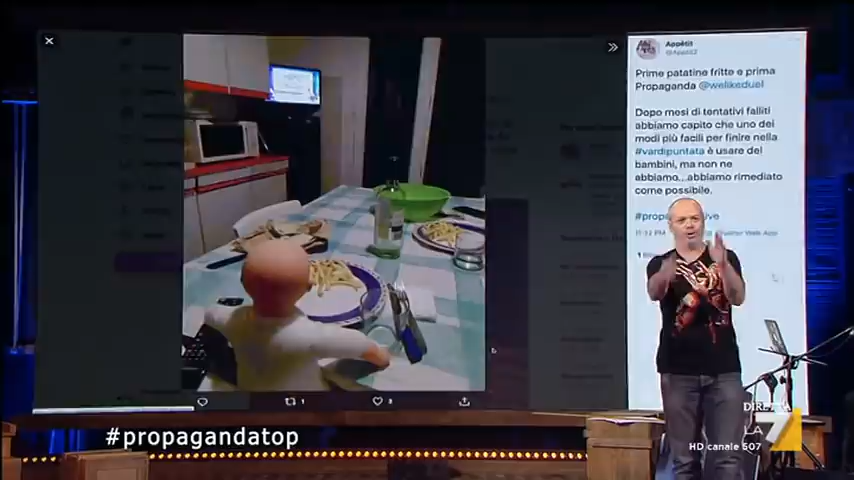 Appétit
@Appti22
Prime patatine fritte e prima
Propaganda @welikeduel
Dopo mesi di tentativi falliti
abbiamo capito che uno dei
modi più facili per finire nella
#vardipuntata è usare dei
bambini, ma non ne
abbiamo...abbiamo rimediato
come possibile.
1
#propagandatop
DIRETTA
LA 7
HD canale 507